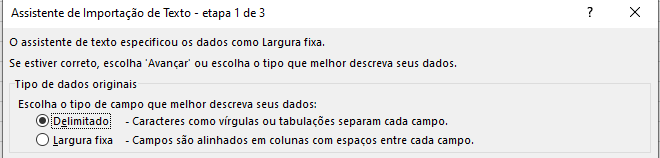 Assistente de Importação de Texto - etapa 1 de 3 ? ×
O assistente de texto especificou os dados como Largura fixa.
Se estiver correto, escolha 'Avançar' ou escolha o tipo que melhor descreva seus dados.
Tipo de dados originais
Escolha o tipo de campo que melhor descreva seus dados:
Delimitado - Caracteres como vírgulas ou tabulações separam cada campo.
Largura fixa - Campos são alinhados em colunas com espaços entre cada campo.